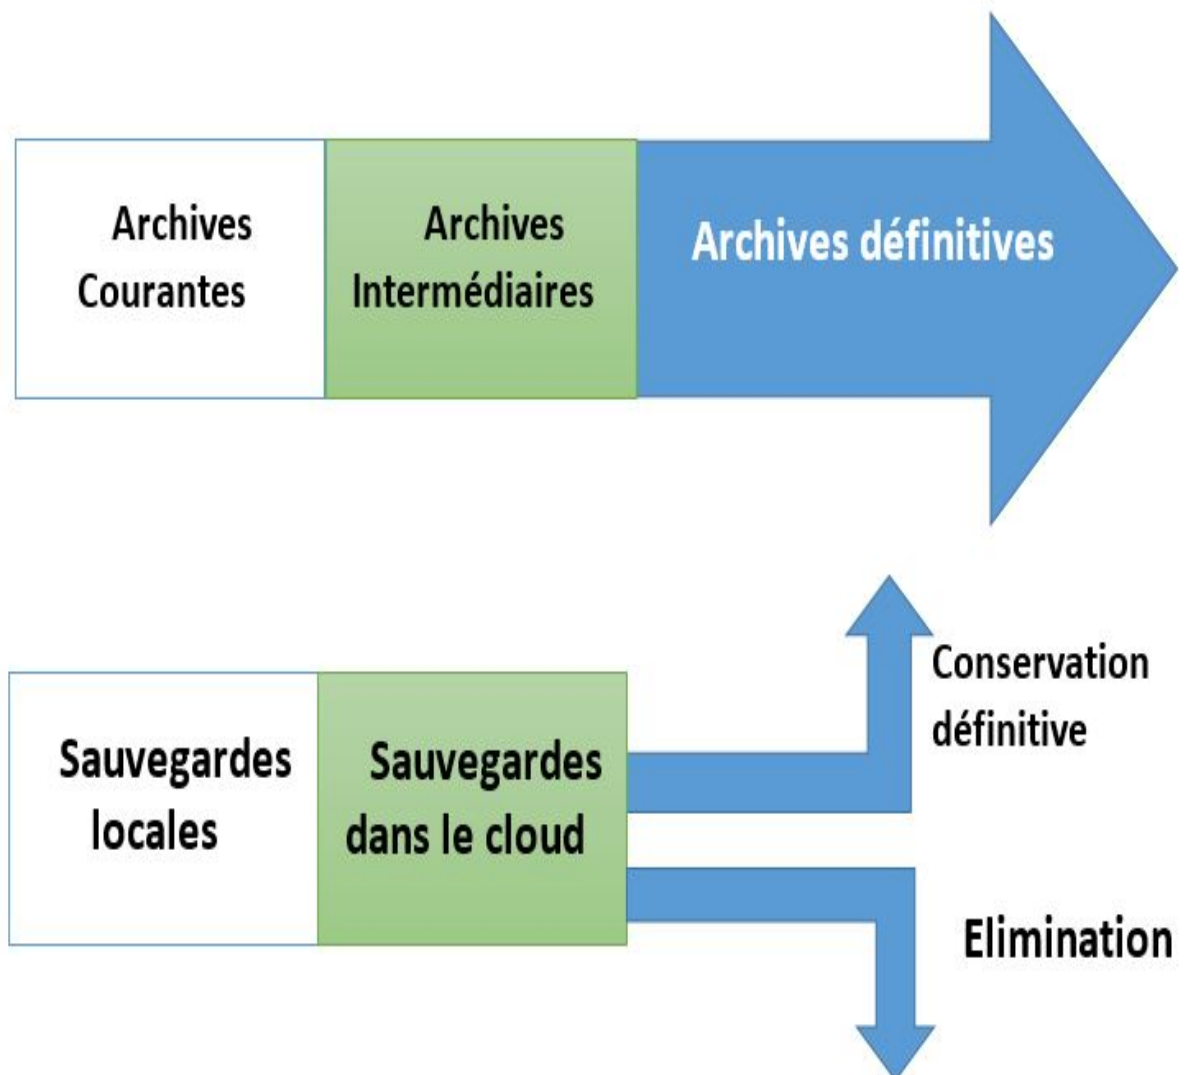 Archives
Courantes
Archives
Intermédiaires
Archives définitives
Sauvegardes
locales
Sauvegardes
dans le cloud
Conservation
définitive
Elimination